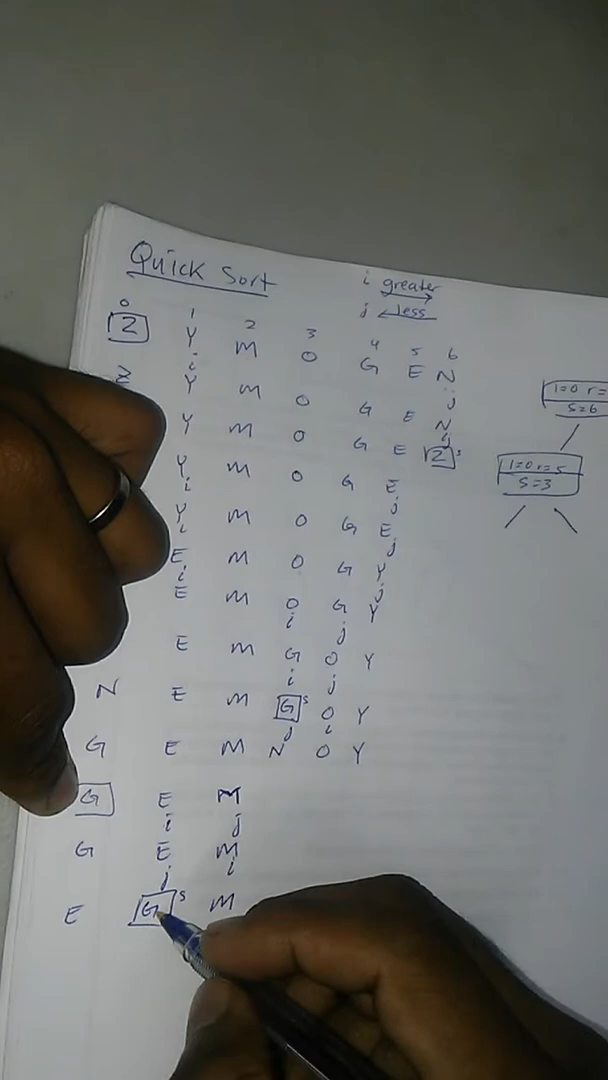 Quick Sort
i greater →
j ← less
0 1 2 3 4 5 6
Z Y M O G E N
i j
Y M O G E N
j
Y M O G E Z s
Y M O G E
i j
Y M O G E
i j
E M O G Y
i j
E M O G Y
i j
E M G O Y
i j
N E M G s O Y
j i
G E M N O Y
G E M
i j
G E M
j i
E G s M
l=0 r=
s=6
l=0 r=5
s=3